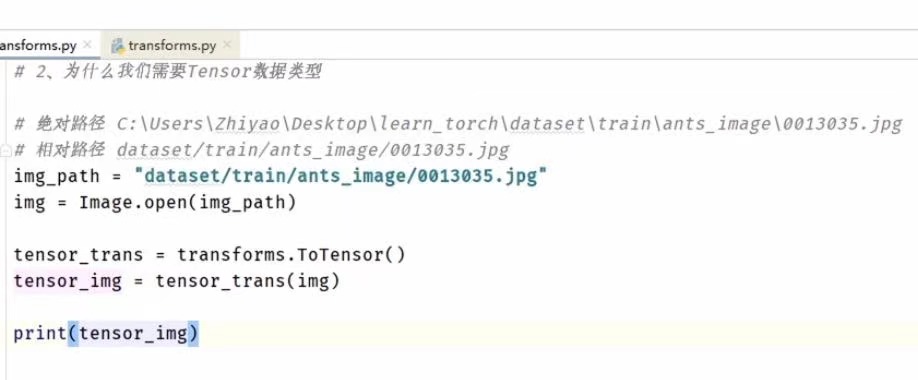 ansforms.py
transforms.py
# 2、为什么我们需要Tensor数据类型
# 绝对路径 C:\Users\Zhiyao\Desktop\learn_torch\dataset\train\ants_image\0013035.jpg
# 相对路径 dataset/train/ants_image/0013035.jpg
img_path = "dataset/train/ants_image/0013035.jpg"
img = Image.open(img_path)
tensor_trans = transforms.ToTensor()
tensor_img = tensor_trans(img)
print(tensor_img)